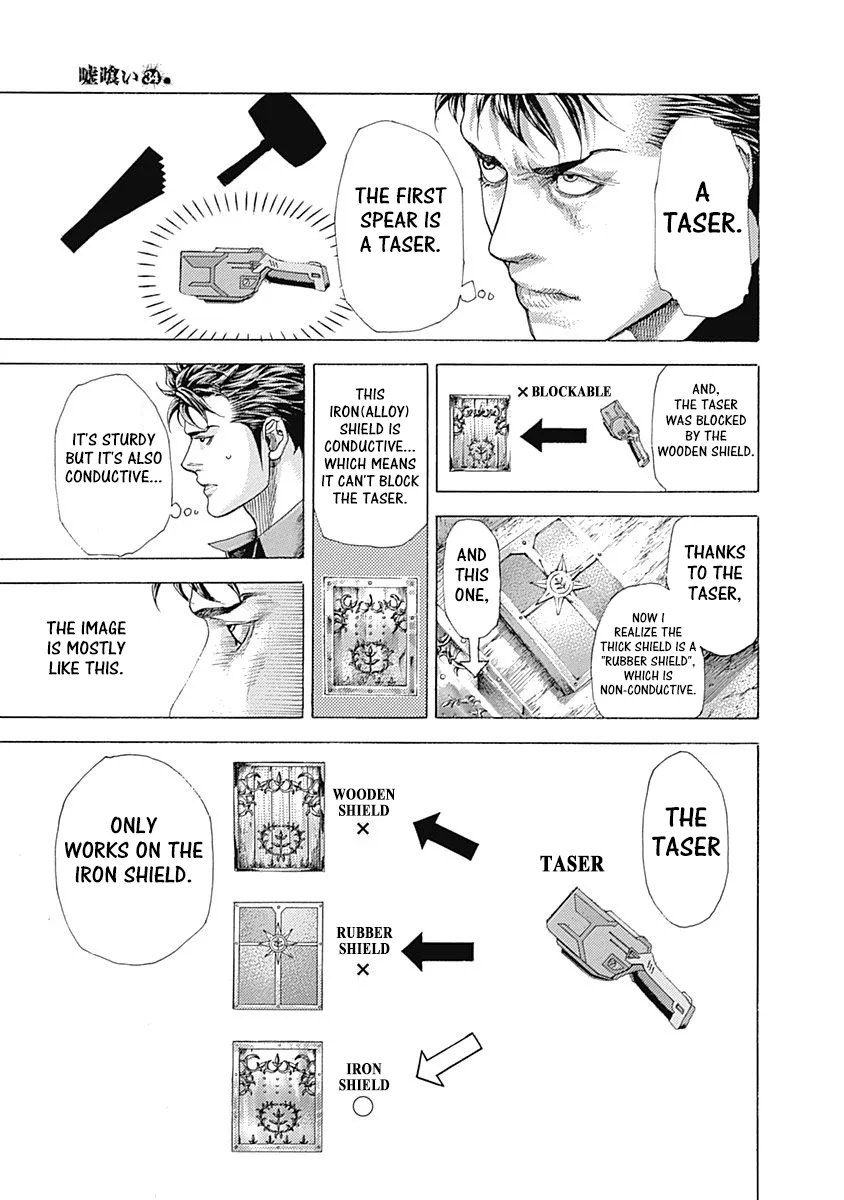 嘘喰い 84.
A
TASER.
THE FIRST
SPEAR IS
A TASER.
AND,
THE TASER
WAS BLOCKED
BY THE
WOODEN SHIELD.
× BLOCKABLE
THANKS
TO THE
TASER,
NOW I
REALIZE THE
THICK SHIELD IS A
"RUBBER SHIELD",
WHICH IS
NON-CONDUCTIVE.
AND
THIS
ONE,
THIS
IRON(ALLOY)
SHIELD IS
CONDUCTIVE...
WHICH MEANS
IT CAN'T BLOCK
THE TASER.
IT'S STURDY
BUT IT'S ALSO
CONDUCTIVE...
THE IMAGE
IS MOSTLY
LIKE THIS.
THE
TASER
ONLY
WORKS ON THE
IRON SHIELD.
TASER
WOODEN
SHIELD
×
RUBBER
SHIELD
×
IRON
SHIELD
○